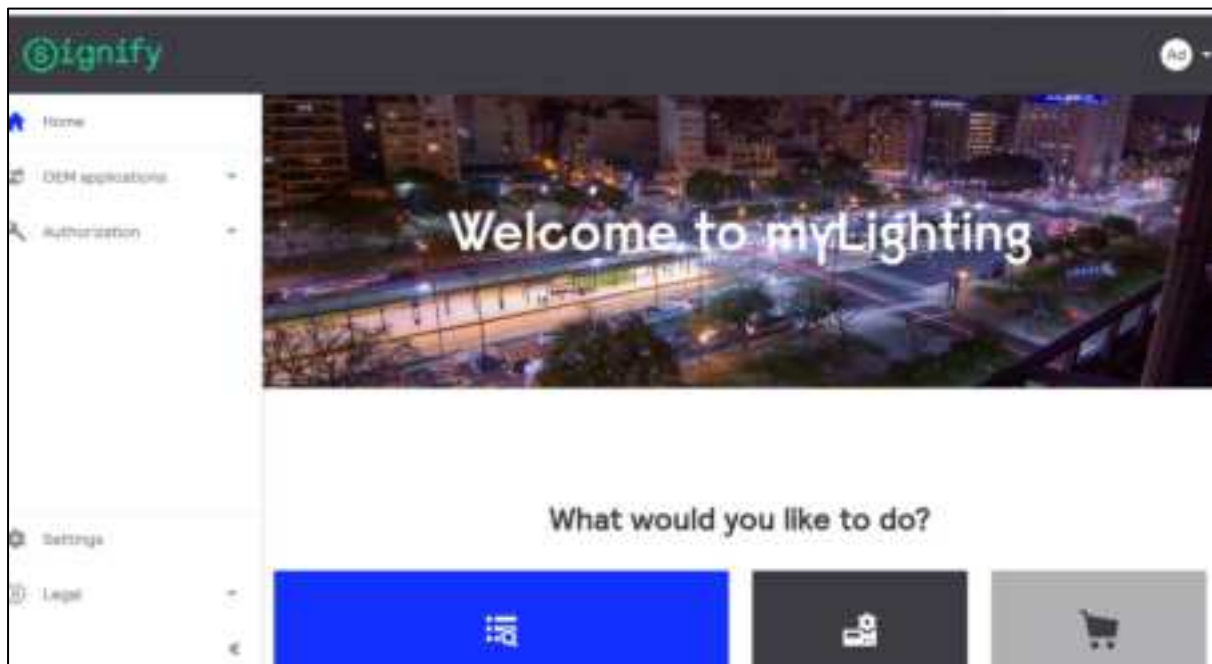 Signify
Ad
Home
OEM applications
Authorization
Welcome to myLighting
What would you like to do?
Settings
Legal